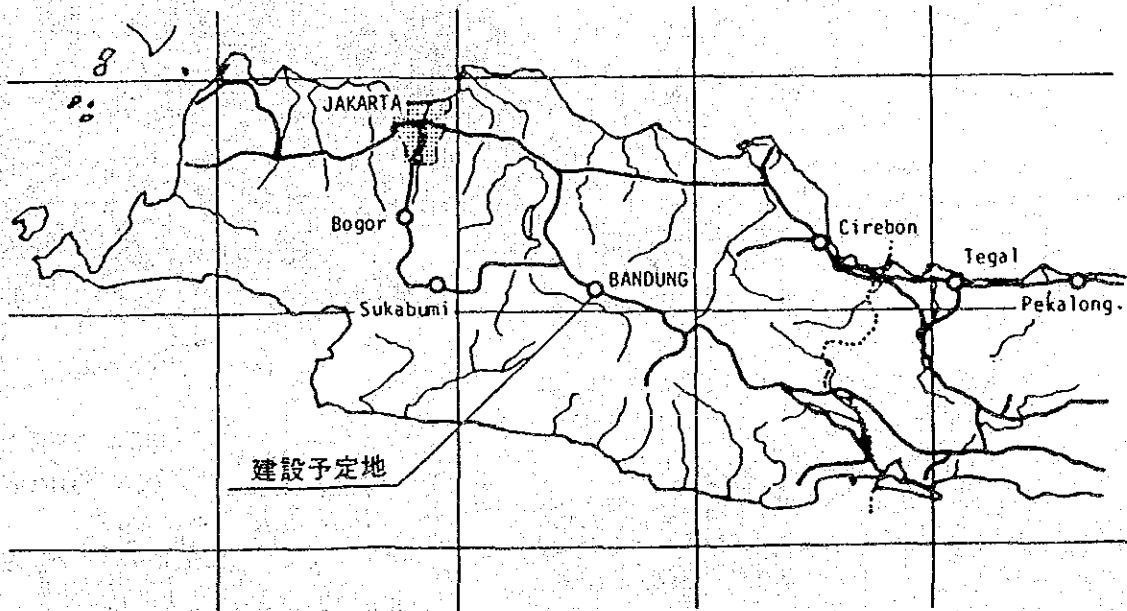 JAKARTA
Bogor
Cirebon
Tegal
BANDUNG
Sukabumi
Pekalong.
建設予定地